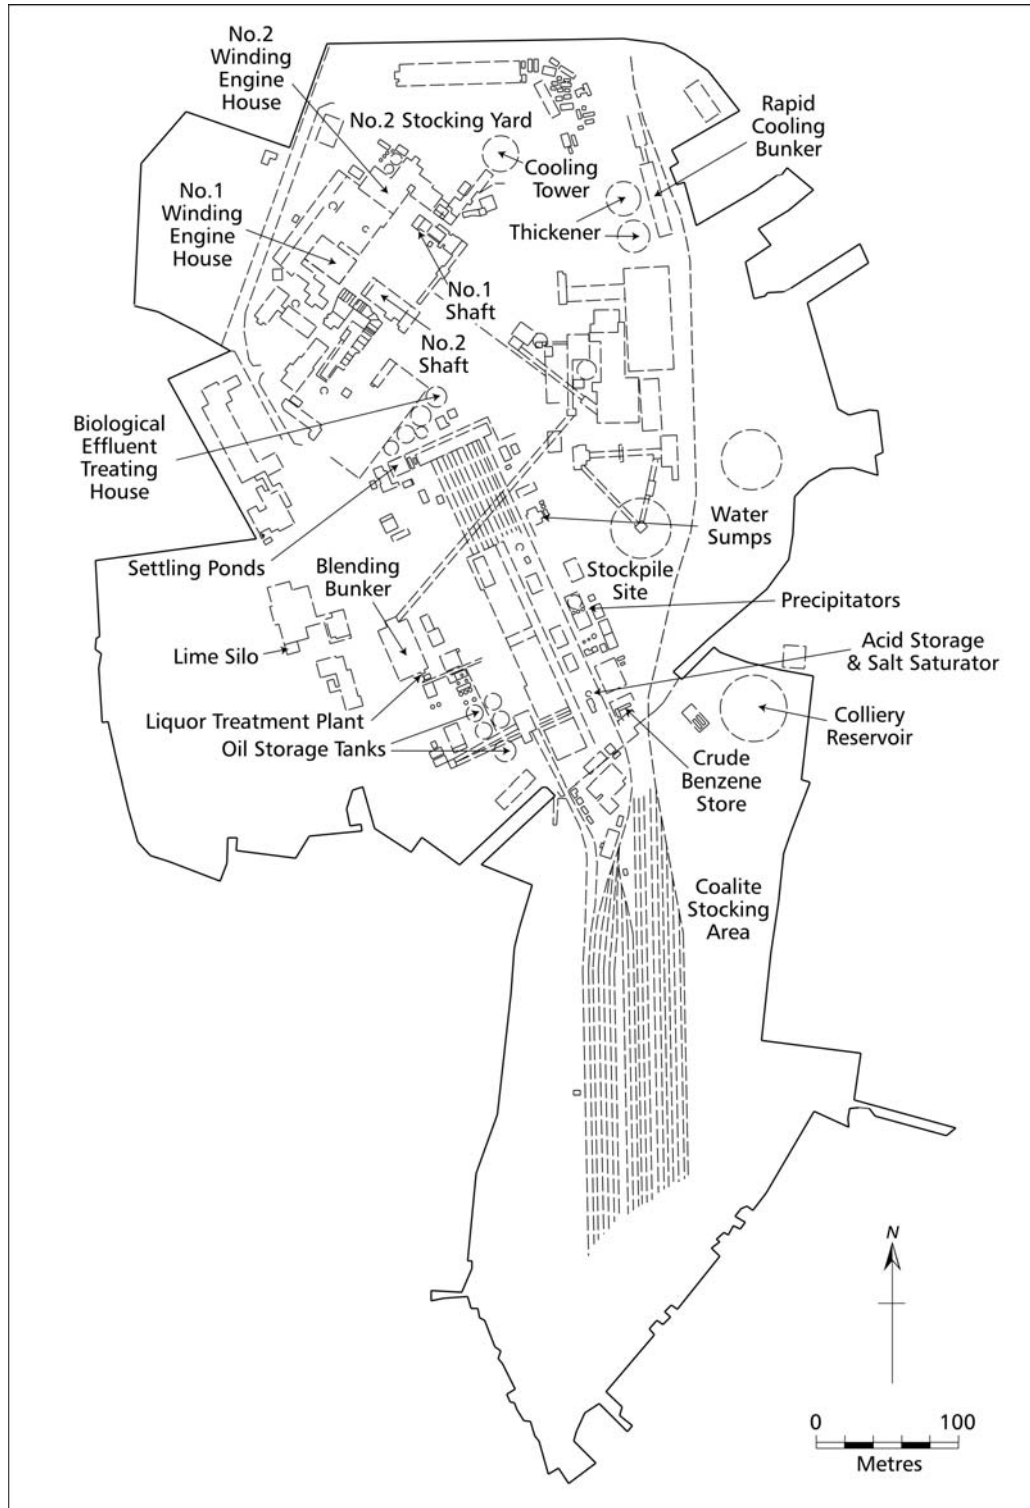 No.2
Winding
Engine
House
No.2 Stocking Yard
Cooling
Tower
Rapid
Cooling
Bunker
No.1
Winding
Engine
House
Thickener
No.1
Shaft
No.2
Shaft
Biological
Effluent
Treating
House
Water
Sumps
Settling Ponds
Blending
Bunker
Stockpile
Site
Precipitators
Lime Silo
Acid Storage
& Salt Saturator
Liquor Treatment Plant
Oil Storage Tanks
Colliery
Reservoir
Crude
Benzene
Store
Coalite
Stocking
Area
N
0 100
Metres